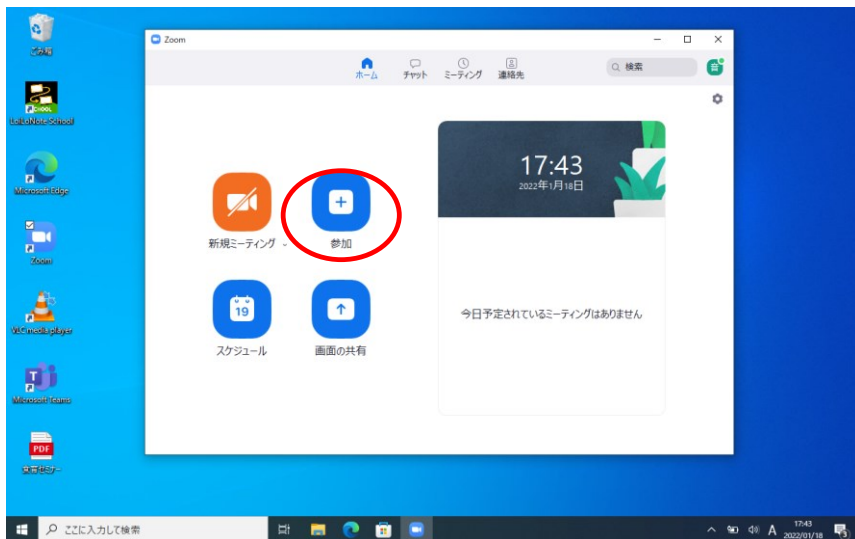 ごみ箱
LoiLoNote School
Microsoft Edge
Zoom
VLC media player
Microsoft Teams
PDF
Zoom
ホーム
チャット
ミーティング
連絡先
検索
17:43
2022年1月18日
新規ミーティング
参加
19
スケジュール
画面の共有
今日予定されているミーティングはありません
ここに入力して検索
A
17:43
2022/01/18
3